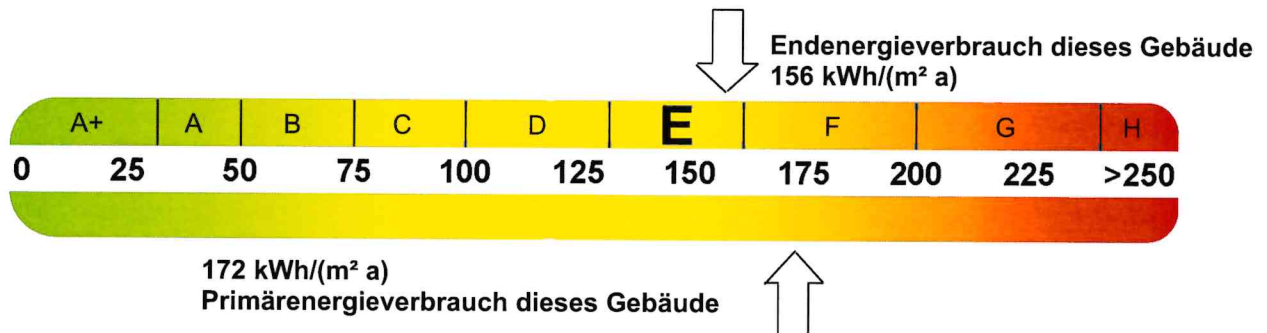 Endenergieverbrauch dieses Gebäude
156 kWh/(m² a)
A+ A B C D E F G H
0 25 50 75 100 125 150 175 200 225 >250
172 kWh/(m² a)
Primärenergieverbrauch dieses Gebäude